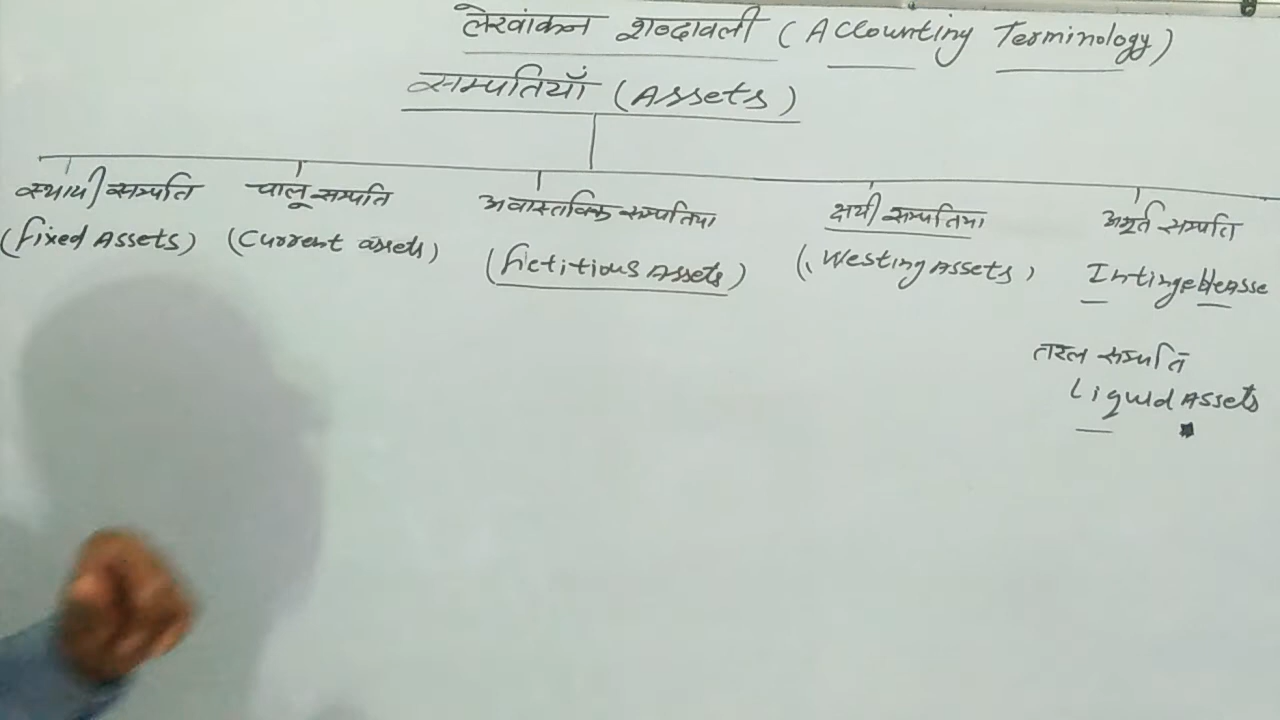 लेखांकन शब्दावली (Accounting Terminology)
सम्पतियाँ (Assets)
स्थायी सम्पति
(fixed Assets)
चालू सम्पति
(Current assets)
अवास्तविक सम्पतिया
(fictitious Assets)
क्षयी सम्पतिया
(Westing Assets)
अमूर्त सम्पति
Intingeble Asse
तरल सम्पति
Liquid Assets